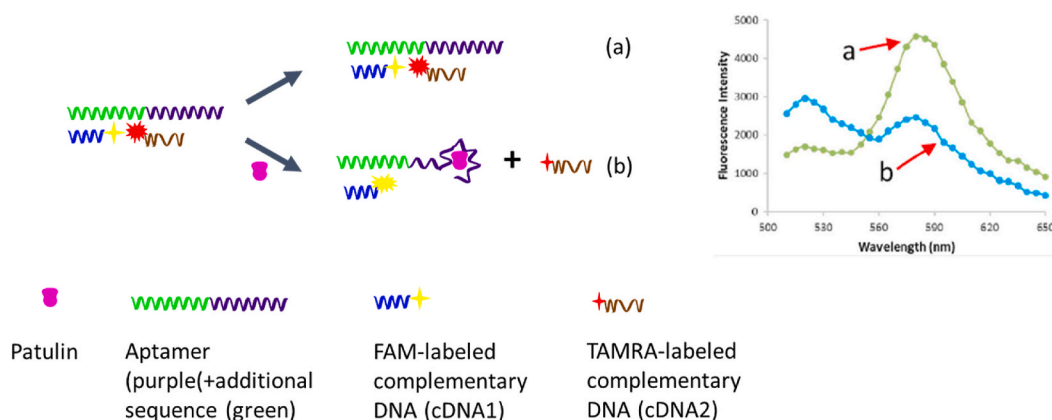 (a)
(b)
+
5000
4000
3000
2000
1000
0
Fluorescence Intensity
a
b
500
530
560
590
620
650
Wavelength (nm)
Patulin
Aptamer
(purple(+additional
sequence (green)
FAM-labeled
complementary
DNA (cDNA1)
TAMRA-labeled
complementary
DNA (cDNA2)